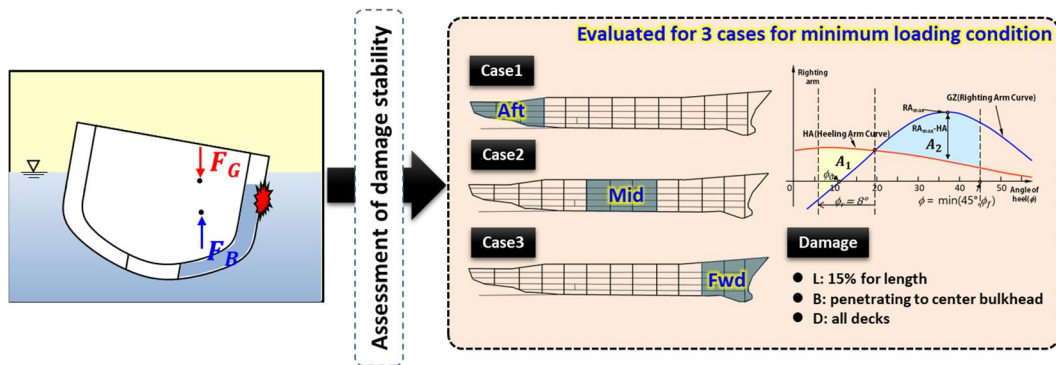 F_G
F_B
Assessment of damage stability
Evaluated for 3 cases for minimum loading condition
Case1
Aft
Case2
Mid
Case3
Fwd
Righting
arm
RA_max
GZ(Righting Arm Curve)
HA(Heeling Arm Curve)
RA_max-HA
A_1
A_2
ϕ_0
0 10 20 30 40 50
Angle of
heel(ϕ)
ϕ_r = 8°
ϕ = min(45°,ϕ_f)
Damage
● L: 15% for length
● B: penetrating to center bulkhead
● D: all decks